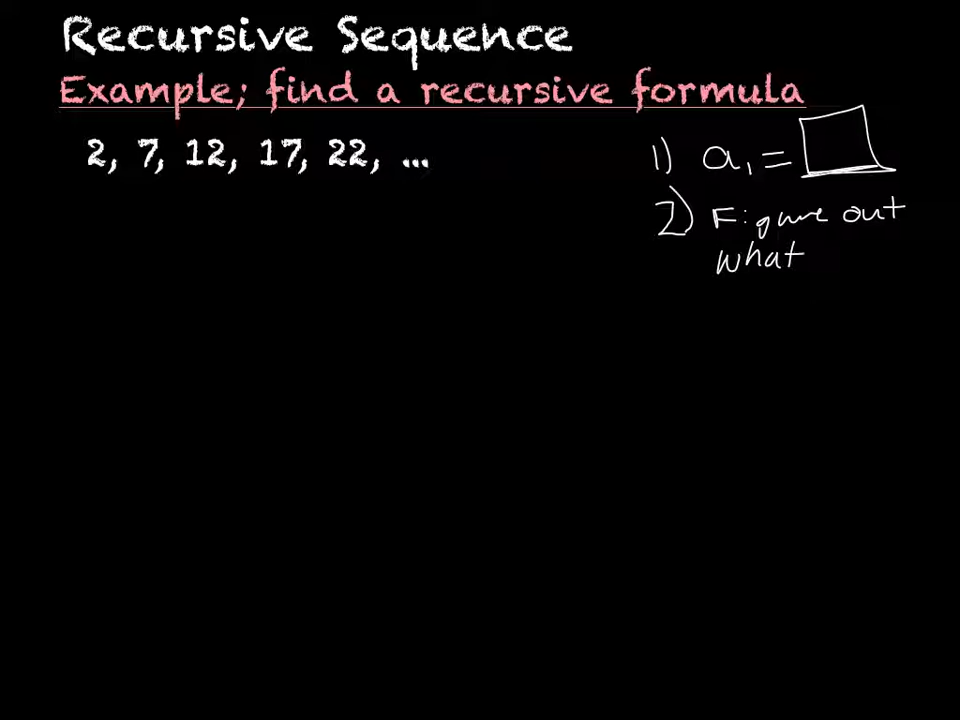 Recursive Sequence
Example; find a recursive formula
2, 7, 12, 17, 22, ...
1) a₁ =
2) Figure out
what